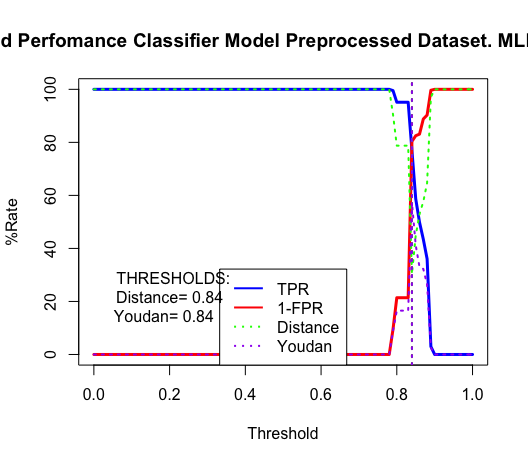 d Perfomance Classifier Model Preprocessed Dataset. MLI
%Rate
100
80
60
40
20
0
THRESHOLDS:
Distance= 0.84
Youdan= 0.84
TPR
1-FPR
Distance
Youdan
0.0 0.2 0.4 0.6 0.8 1.0
Threshold